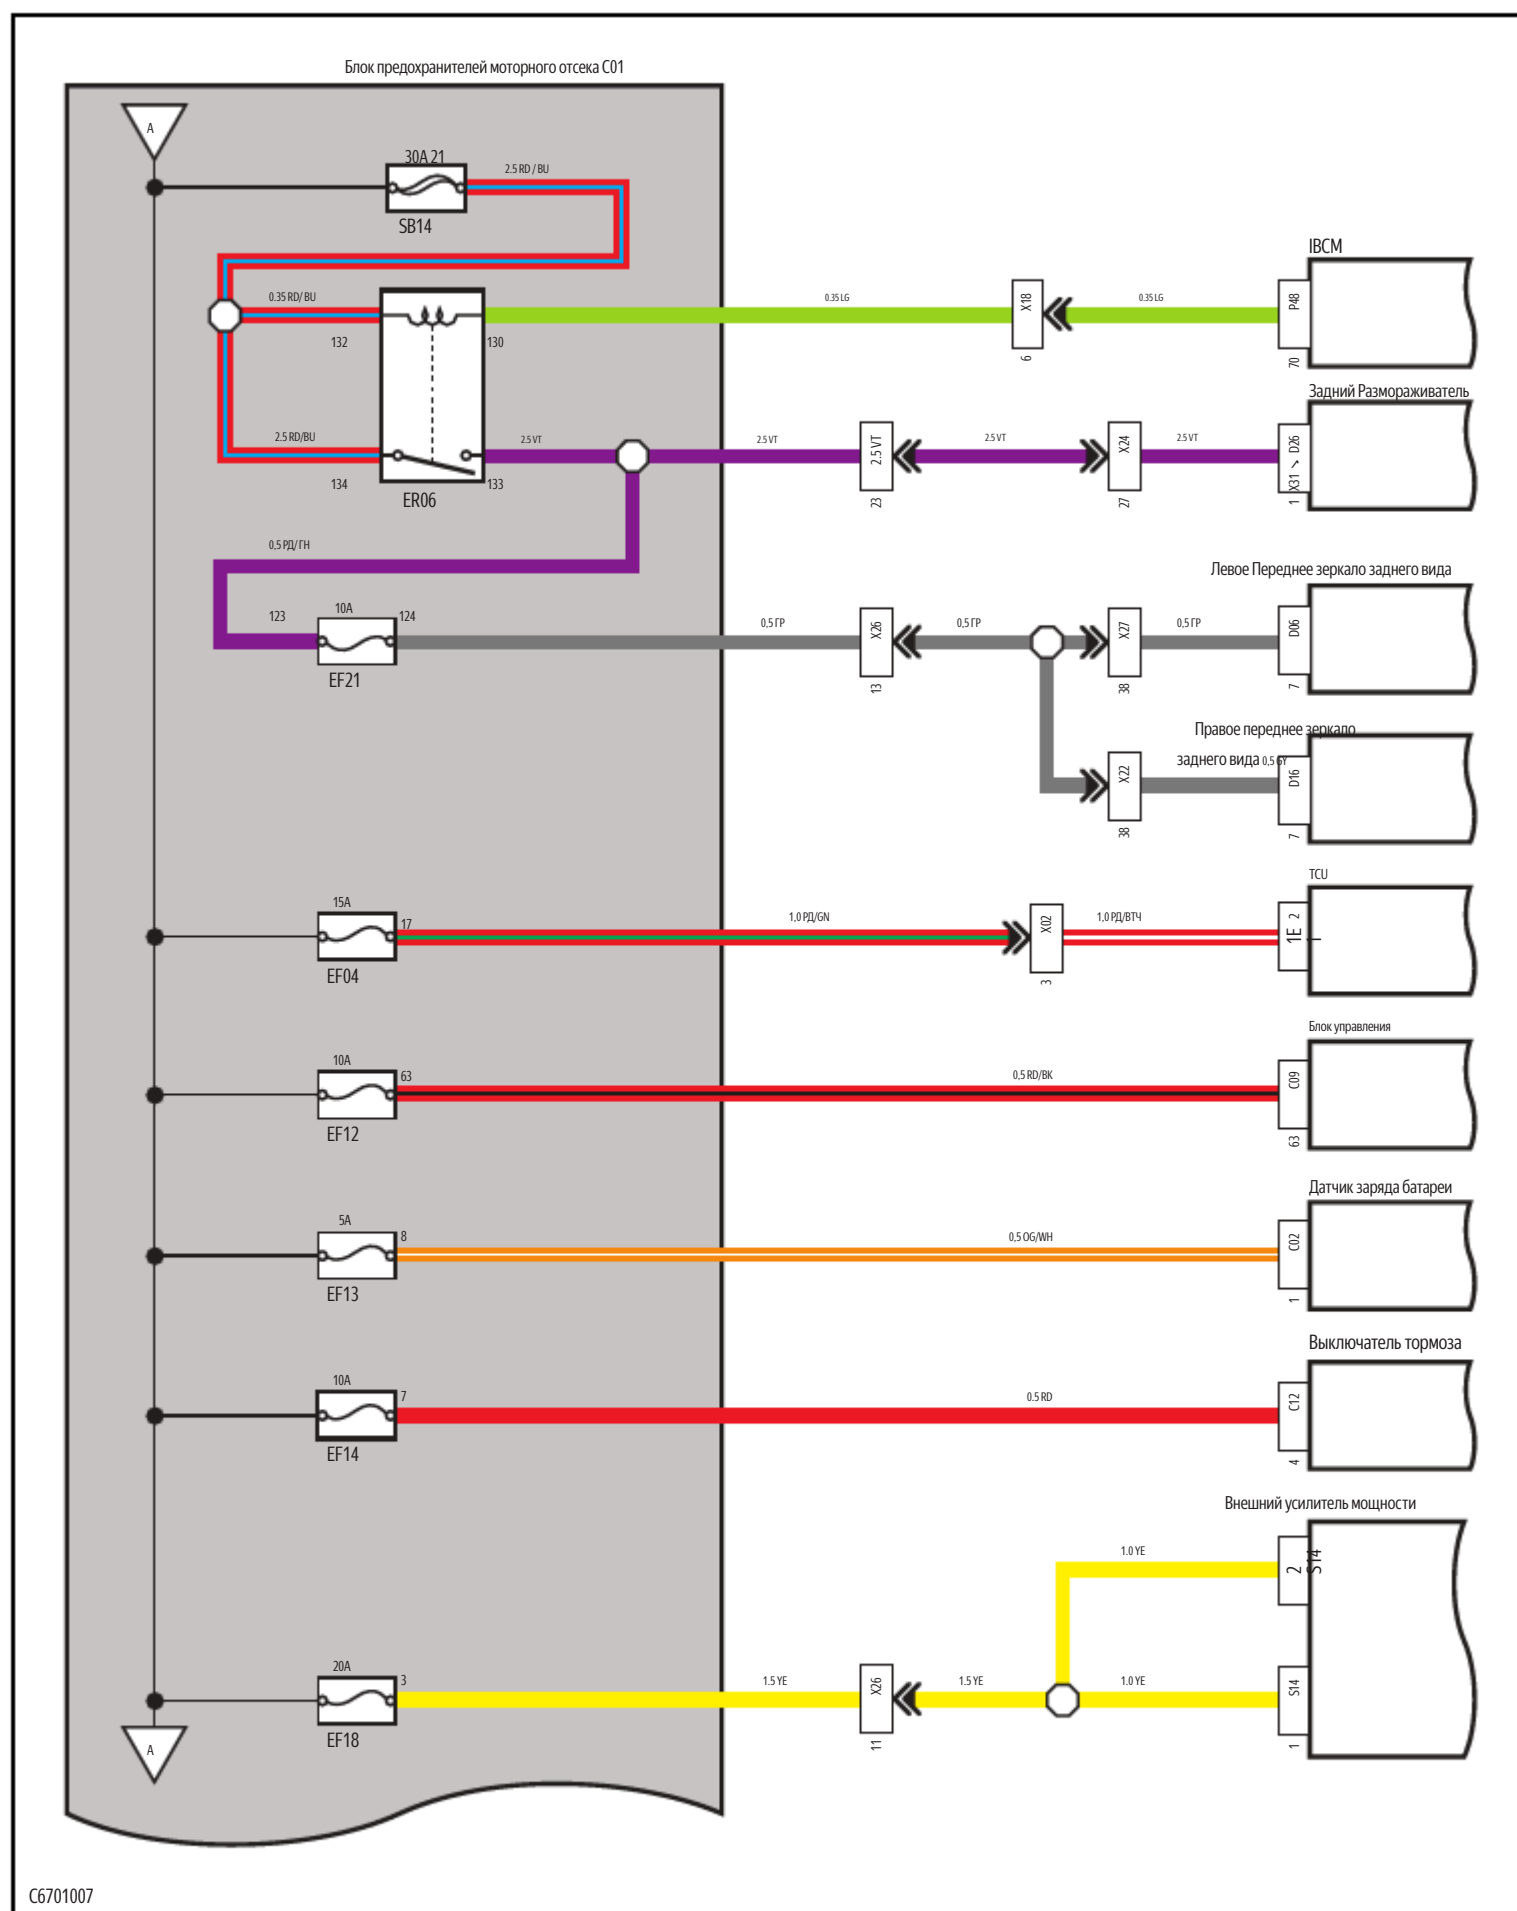 Блок предохранителей моторного отсека C01
A
30A 21
2.5 RD / BU
SB14
IBCM
0.35 RD/ BU
0.35 LG
X18
0.35 LG
P48
132
130
6
70
Задний Размораживатель
2.5 RD/BU
2.5 VT
2.5 VT
2.5 VT
2.5 VT
X24
2.5 VT
X31 → D26
134
133
ER06
23
27
1
0,5 РД/ ГН
Левое Переднее зеркало заднего вида
123
10A
124
0,5 ГР
X26
0,5 ГР
X27
0,5 ГР
D06
EF21
13
38
7
Правое переднее зеркало
заднего вида 0,5 GY
X22
D16
38
7
TCU
15A
17
1,0 РД/GN
X02
1,0 РД/ВТЧ
2
1E
EF04
3
Блок управления
10A
63
0,5 RD/BK
C09
EF12
63
Датчик заряда батареи
5A
8
0,5 OG/WH
C02
EF13
1
Выключатель тормоза
10A
7
0.5 RD
C12
EF14
4
Внешний усилитель мощности
1.0 YE
2
S14
20A
3
1.5 YE
X26
1.5 YE
1.0 YE
S14
EF18
11
1
A
C6701007